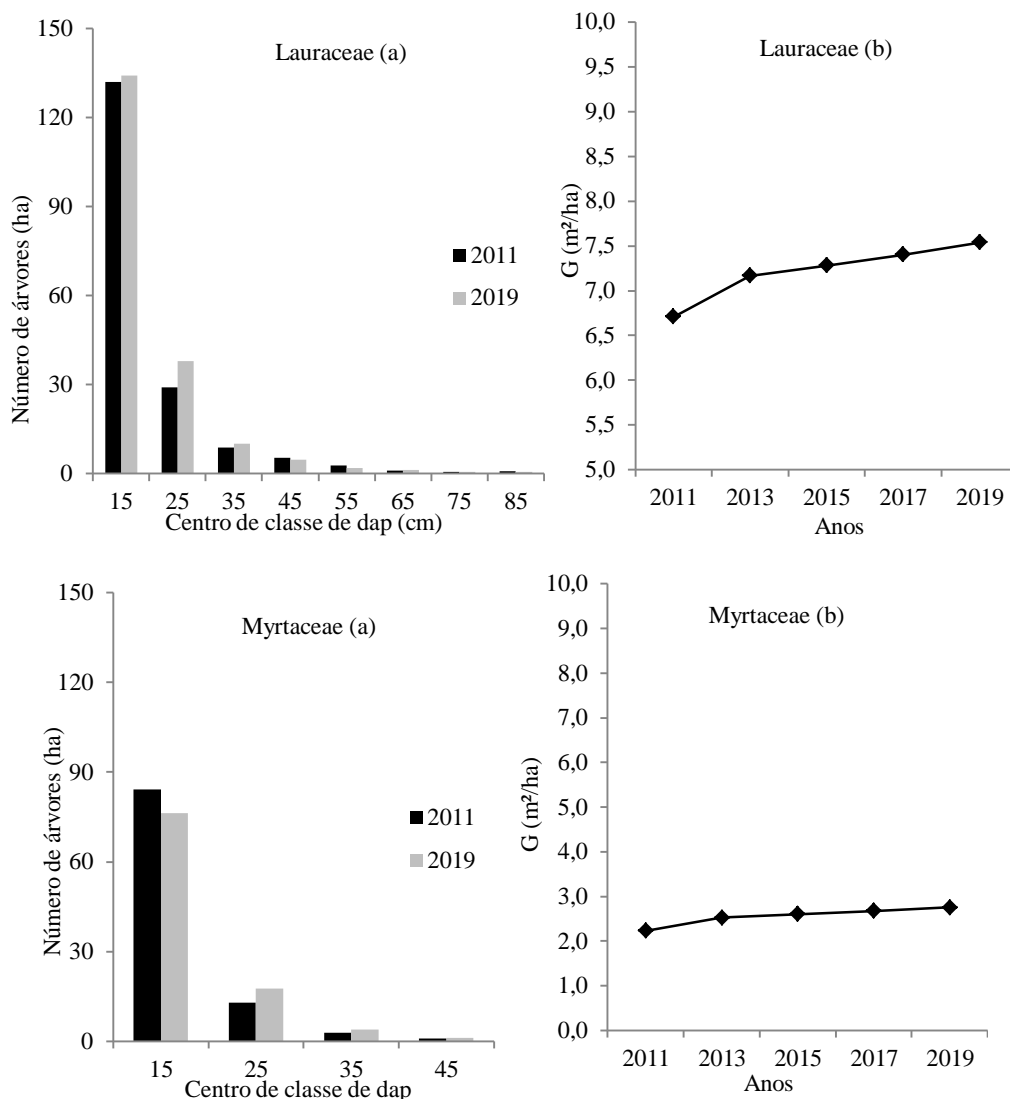 Lauraceae (a)
Número de árvores (ha)
150
120
90
60
30
0
2011
2019
15 25 35 45 55 65 75 85
Centro de classe de dap (cm)
Lauraceae (b)
G (m²/ha)
10,0
9,5
9,0
8,5
8,0
7,5
7,0
6,5
6,0
5,5
5,0
2011 2013 2015 2017 2019
Anos
Myrtaceae (a)
Número de árvores (ha)
150
120
90
60
30
0
2011
2019
15 25 35 45
Centro de classe de dap
Myrtaceae (b)
G (m²/ha)
10,0
9,0
8,0
7,0
6,0
5,0
4,0
3,0
2,0
1,0
0,0
2011 2013 2015 2017 2019
Anos